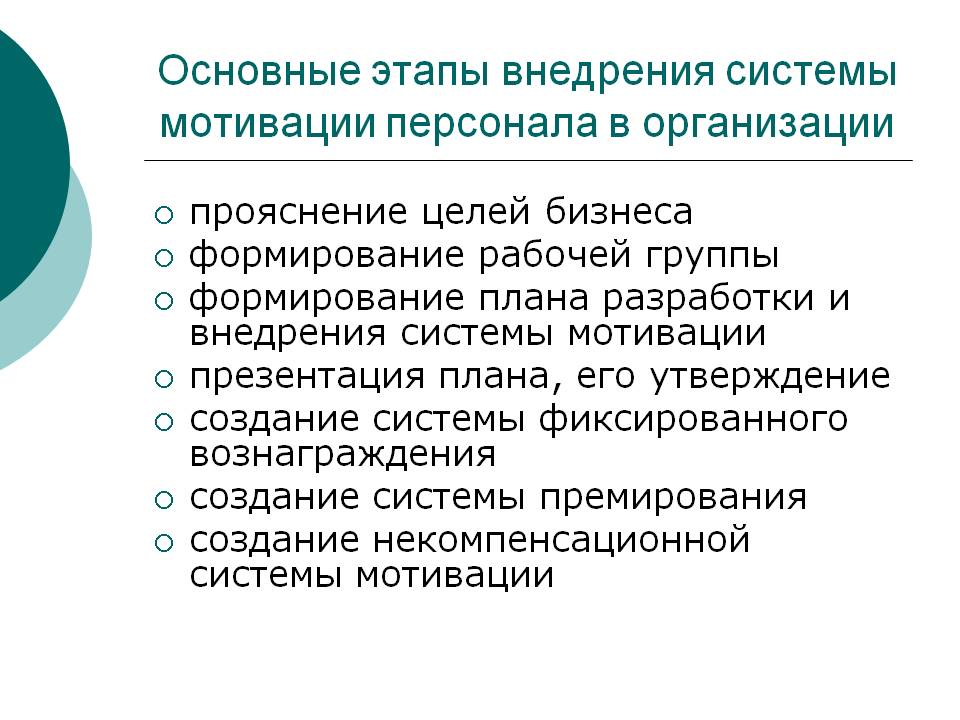 Основные этапы внедрения системы
мотивации персонала в организации
прояснение целей бизнеса
формирование рабочей группы
формирование плана разработки и
внедрения системы мотивации
презентация плана, его утверждение
создание системы фиксированного
вознаграждения
создание системы премирования
создание некомпенсационной
системы мотивации